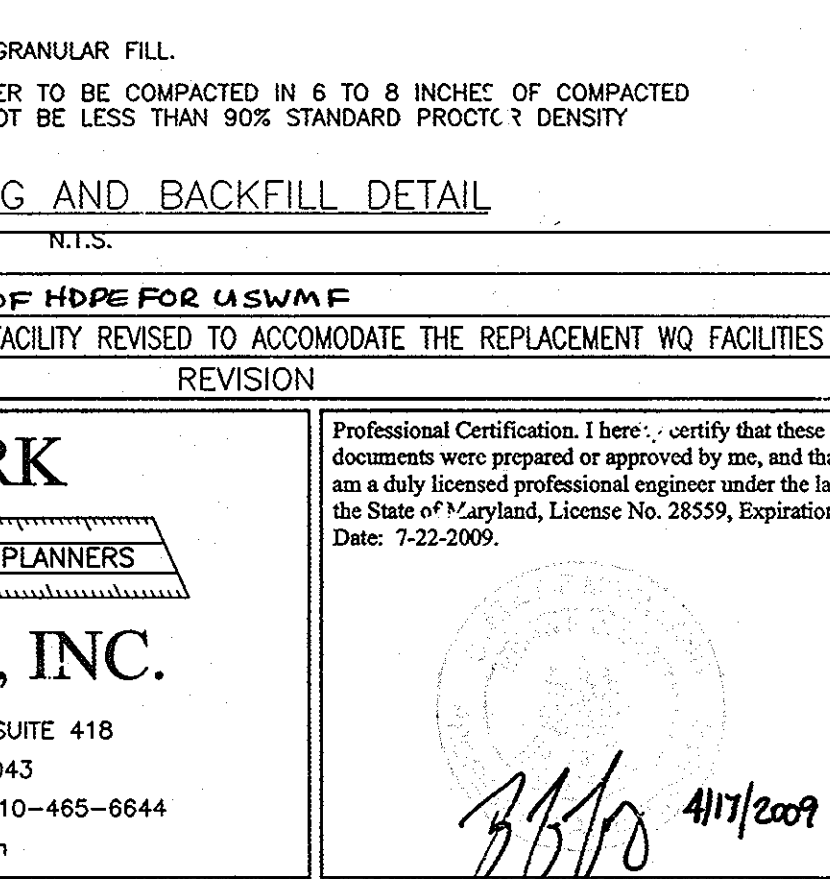 GRANULAR FILL.
ER TO BE COMPACTED IN 6 TO 8 INCHES OF COMPACTED
OT BE LESS THAN 90% STANDARD PROCTOR DENSITY
G AND BACKFILL DETAIL
N.T.S.
OF HDPE FOR USWMF
ACILITY REVISED TO ACCOMODATE THE REPLACEMENT WQ FACILITIES
REVISION
RK
PLANNERS
, INC.
SUITE 418
043
10-465-6644
Professional Certification. I hereby certify that these
documents were prepared or approved by me, and tha
am a duly licensed professional engineer under the la
the State of Maryland, License No. 28559, Expiration
Date: 7-22-2009.
4/17/2009